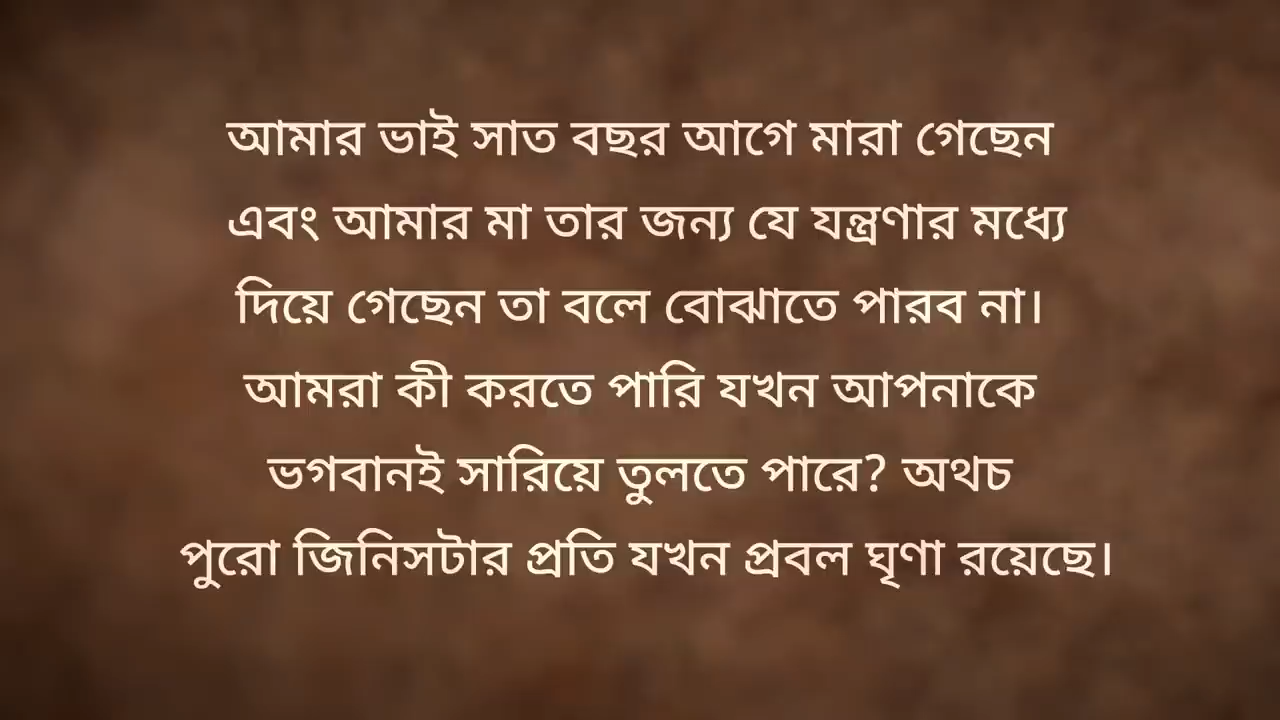 আমার ভাই সাত বছর আগে মারা গেছেন
এবং আমার মা তার জন্য যে যন্ত্রণার মধ্যে
দিয়ে গেছেন তা বলে বোঝাতে পারব না।
আমরা কী করতে পারি যখন আপনাকে
ভগবানই সারিয়ে তুলতে পারে? অথচ
পুরো জিনিসটার প্রতি যখন প্রবল ঘৃণা রয়েছে।